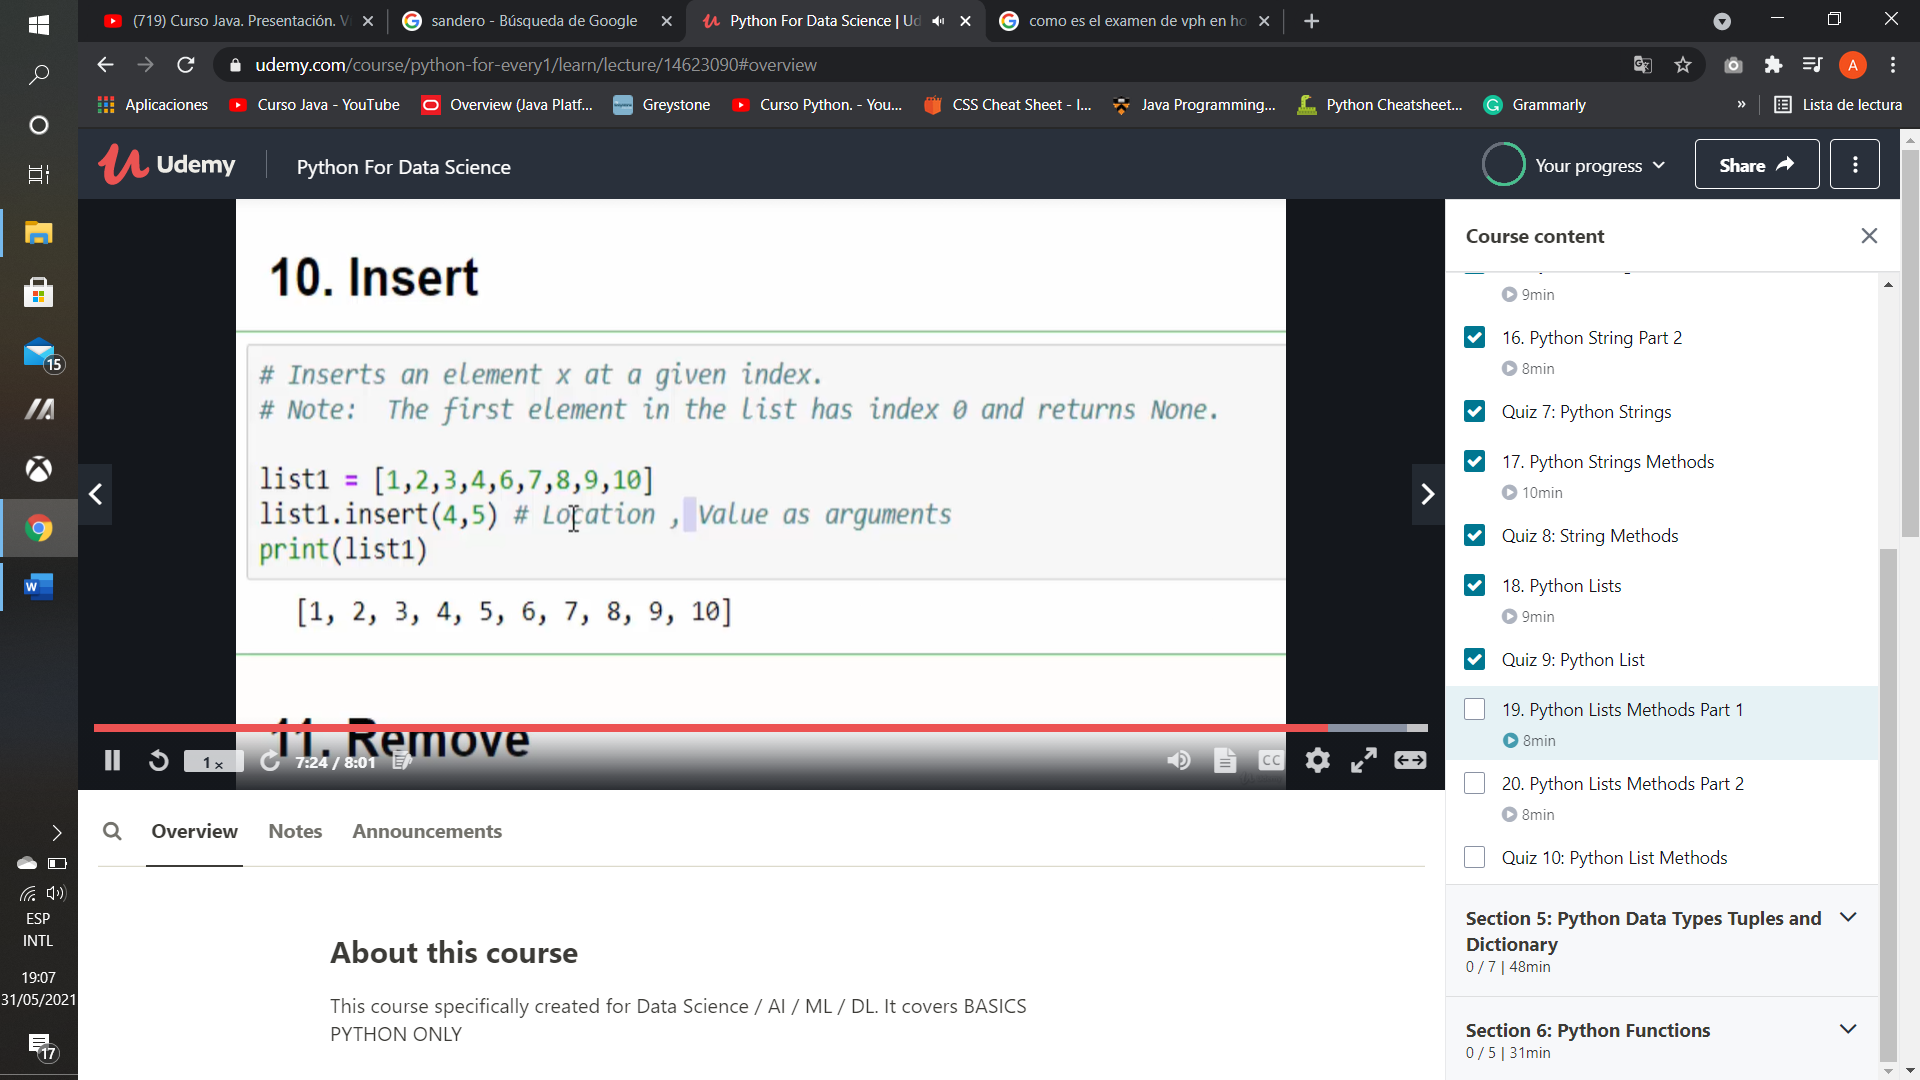 (719) Curso Java. Presentación. V
sandero - Búsqueda de Google
Python For Data Science | Ud
como es el examen de vph en ho
udemy.com/course/python-for-every1/learn/lecture/14623090#overview
A
Aplicaciones
Curso Java - YouTube
Overview (Java Platf...
Greystone
Curso Python. - You...
CSS Cheat Sheet - I...
Java Programming...
Python Cheatsheet...
Grammarly
»
Lista de lectura
Udemy
Python For Data Science
Your progress
Share
10. Insert
# Inserts an element x at a given index.
# Note: The first element in the list has index 0 and returns None.
list1 = [1,2,3,4,6,7,8,9,10]
list1.insert(4,5) # Location , Value as arguments
print(list1)
[1, 2, 3, 4, 5, 6, 7, 8, 9, 10]
11. Remove
1x
7:24 / 8:01
CC
Overview
Notes
Announcements
About this course
This course specifically created for Data Science / AI / ML / DL. It covers BASICS
PYTHON ONLY
Course content
9min
16. Python String Part 2
8min
Quiz 7: Python Strings
17. Python Strings Methods
10min
Quiz 8: String Methods
18. Python Lists
9min
Quiz 9: Python List
19. Python Lists Methods Part 1
8min
20. Python Lists Methods Part 2
8min
Quiz 10: Python List Methods
Section 5: Python Data Types Tuples and
Dictionary
0 / 7 | 48min
Section 6: Python Functions
0 / 5 | 31min
15
W
ESP
INTL
19:07
31/05/2021
17